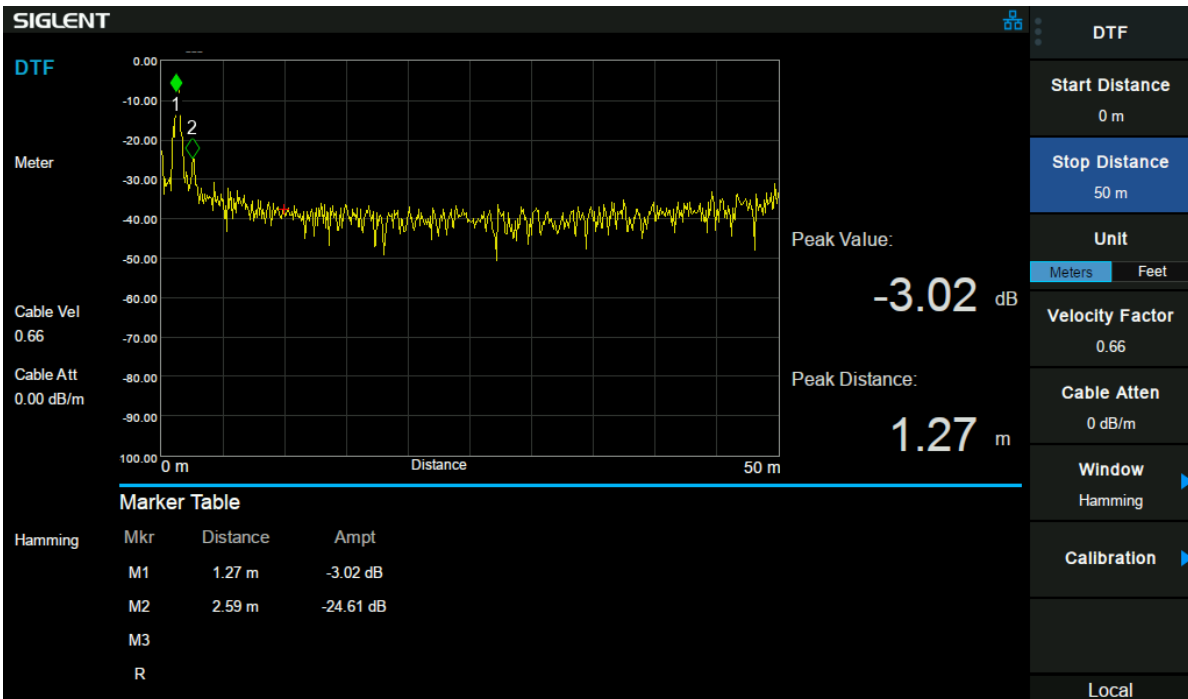 SIGLENT
DTF
Meter
Cable Vel
0.66
Cable Att
0.00 dB/m
Hamming
---
0.00
-10.00
-20.00
-30.00
-40.00
-50.00
-60.00
-70.00
-80.00
-90.00
100.00
1
2
0 m
Distance
50 m
Peak Value:
-3.02 dB
Peak Distance:
1.27 m
Marker Table
Mkr Distance Ampt
M1 1.27 m -3.02 dB
M2 2.59 m -24.61 dB
M3
R
DTF
Start Distance
0 m
Stop Distance
50 m
Unit
Meters Feet
Velocity Factor
0.66
Cable Atten
0 dB/m
Window
Hamming
Calibration
Local